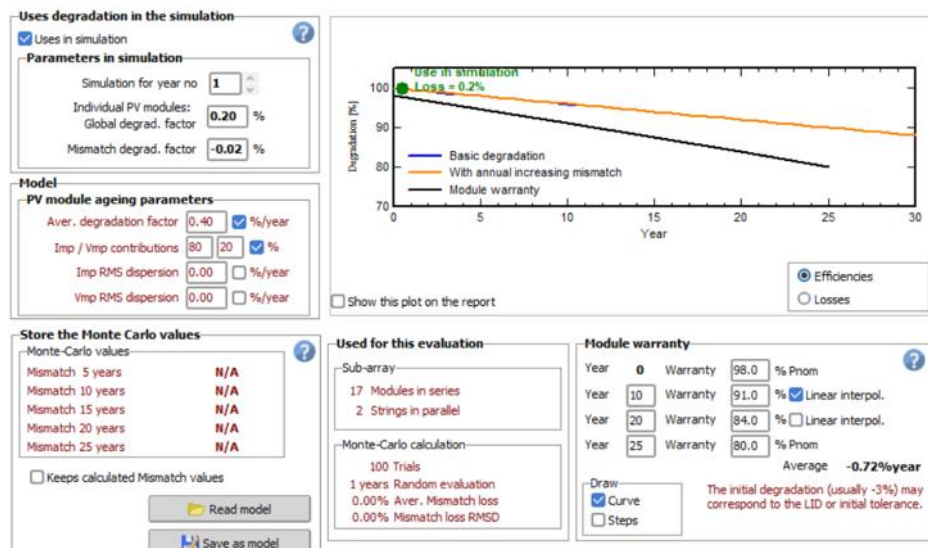 Uses degradation in the simulation
Uses in simulation
Parameters in simulation
Simulation for year no 1
Individual PV modules:
Global degrad. factor 0.20 %
Mismatch degrad. factor -0.02 %
Model
PV module ageing parameters
Aver. degradation factor 0.40 %/year
Imp / Vmp contributions 80 20 %
Imp RMS dispersion 0.00 %/year
Vmp RMS dispersion 0.00 %/year
Use in simulation
Loss = 0.2%
Degradation [%]
100
90
80
70
Basic degradation
With annual increasing mismatch
Module warranty
0 5 10 15 20 25 30
Year
Show this plot on the report
Efficiencies
Losses
Store the Monte Carlo values
Monte-Carlo values
Mismatch 5 years N/A
Mismatch 10 years N/A
Mismatch 15 years N/A
Mismatch 20 years N/A
Mismatch 25 years N/A
Keeps calculated Mismatch values
Read model
Save as model
Used for this evaluation
Sub-array
17 Modules in series
2 Strings in parallel
Monte-Carlo calculation
100 Trials
1 years Random evaluation
0.00% Aver. Mismatch loss
0.00% Mismatch loss RMSD
Module warranty
Year 0 Warranty 98.0 % Pnom
Year 10 Warranty 91.0 % Linear interpol.
Year 20 Warranty 84.0 % Linear interpol.
Year 25 Warranty 80.0 % Pnom
Average -0.72%year
Draw
Curve
Steps
The initial degradation (usually -3%) may
correspond to the LID or initial tolerance.